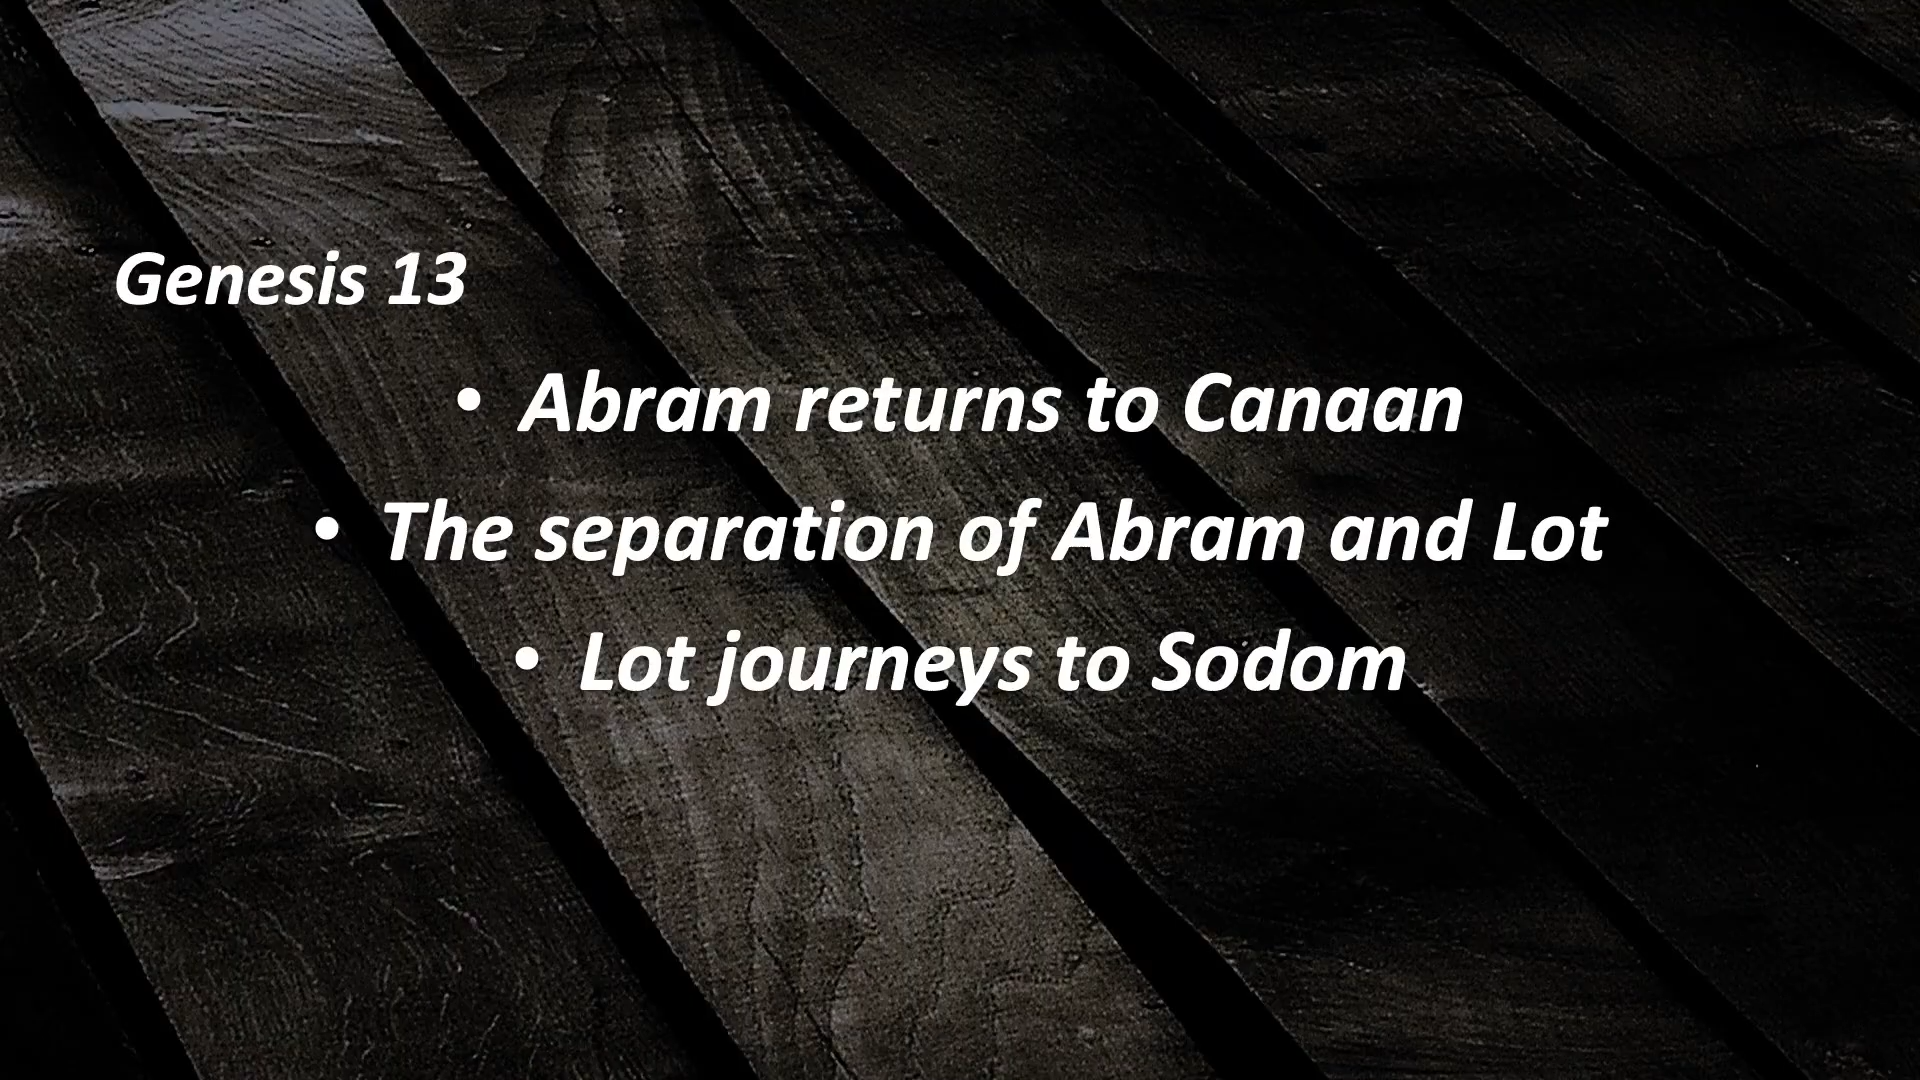 Genesis 13
• Abram returns to Canaan
• The separation of Abram and Lot
• Lot journeys to Sodom